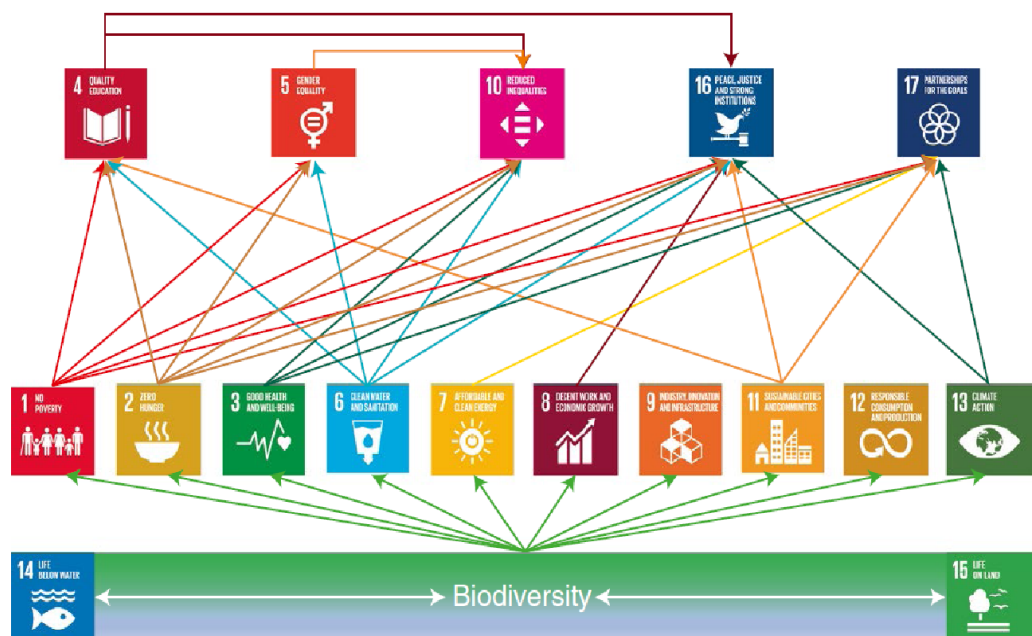 4 QUALITY
EDUCATION
5 GENDER
EQUALITY
10 REDUCED
INEQUALITIES
16 PEACE, JUSTICE
AND STRONG
INSTITUTIONS
17 PARTNERSHIPS
FOR THE GOALS
1 NO
POVERTY
2 ZERO
HUNGER
3 GOOD HEALTH
AND WELL-BEING
6 CLEAN WATER
AND SANITATION
7 AFFORDABLE AND
CLEAN ENERGY
8 DECENT WORK AND
ECONOMIC GROWTH
9 INDUSTRY, INNOVATION
AND INFRASTRUCTURE
11 SUSTAINABLE CITIES
AND COMMUNITIES
12 RESPONSIBLE
CONSUMPTION
AND PRODUCTION
13 CLIMATE
ACTION
14 LIFE
BELOW WATER
Biodiversity
15 LIFE
ON LAND